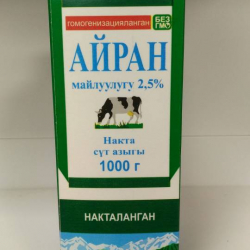 гомогенизацияланган
БЕЗ
ГМО
АЙРАН
майлуулугу 2,5%
Накта
сүт азыгы
1000 г
НАКТАЛАНГАН